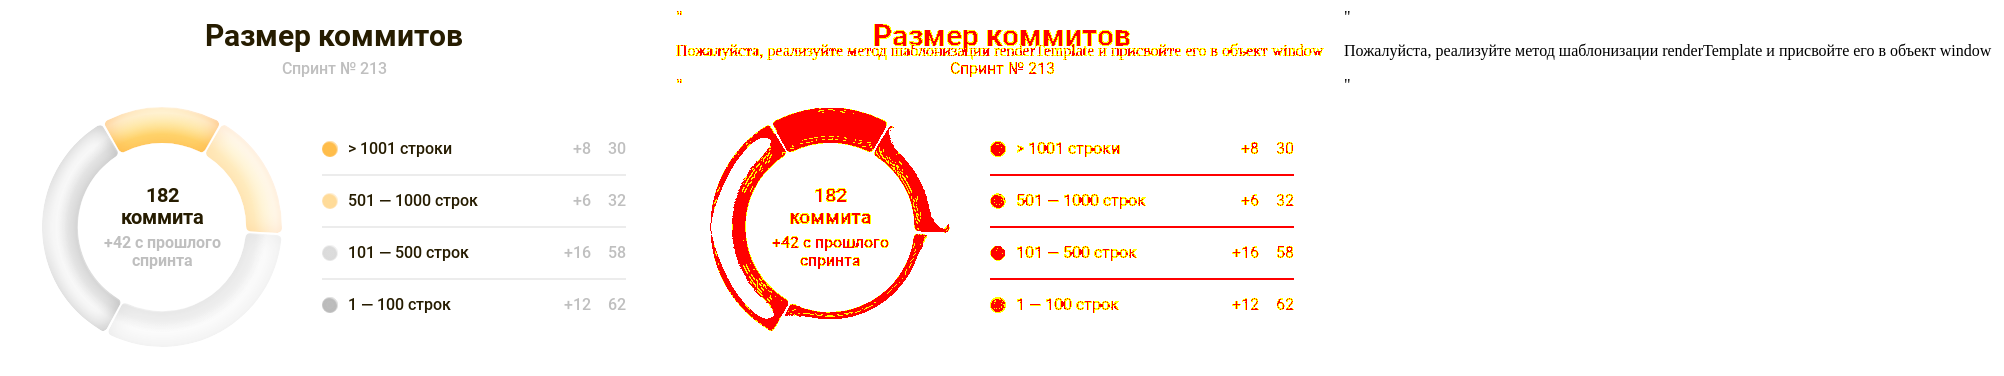 Размер коммитов
Спринт № 213
182
коммита
+42 с прошлого
спринта
> 1001 строки +8 30
501 — 1000 строк +6 32
101 — 500 строк +16 58
1 — 100 строк +12 62
"
Размер коммитов
Пожалуйста, реализуйте метод шаблонизации renderTemplate и присвойте его в объект window
Спринт № 213
"
182
коммита
+42 с прошлого
спринта
> 1001 строки +8 30
501 — 1000 строк +6 32
101 — 500 строк +16 58
1 — 100 строк +12 62
"
Пожалуйста, реализуйте метод шаблонизации renderTemplate и присвойте его в объект window
"